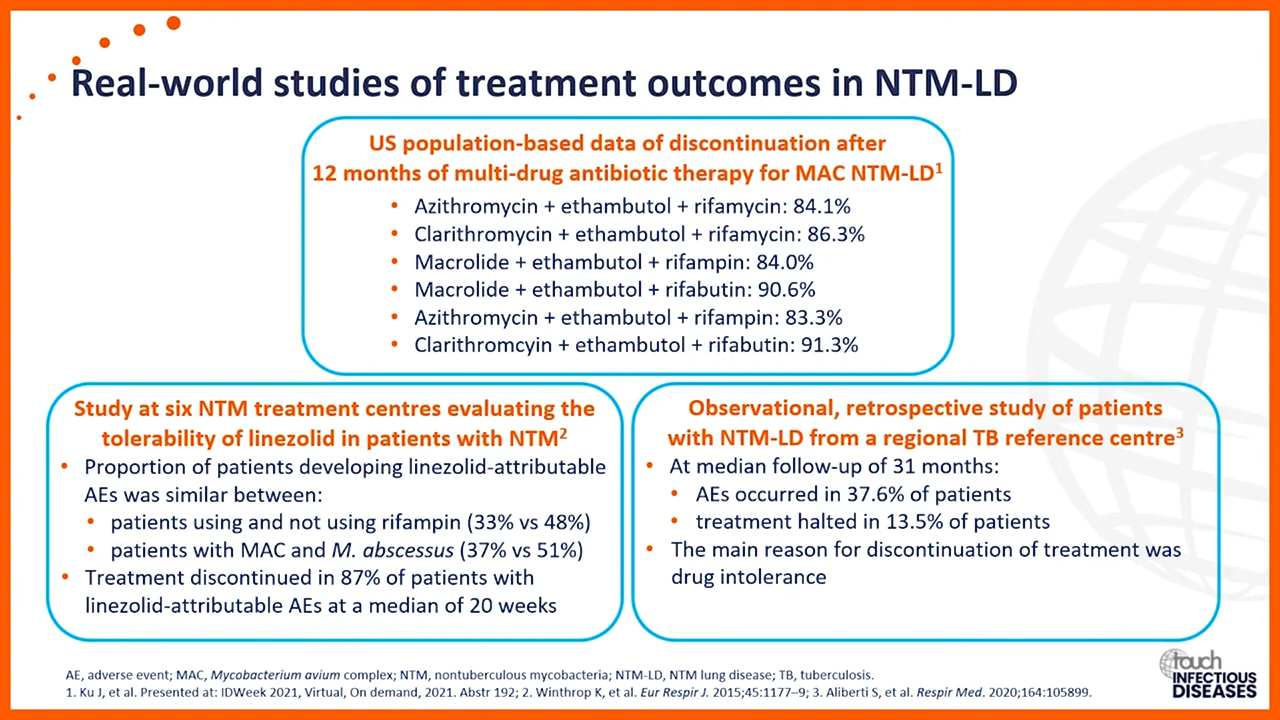 Real-world studies of treatment outcomes in NTM-LD
US population-based data of discontinuation after
12 months of multi-drug antibiotic therapy for MAC NTM-LD¹
• Azithromycin + ethambutol + rifamycin: 84.1%
• Clarithromycin + ethambutol + rifamycin: 86.3%
• Macrolide + ethambutol + rifampin: 84.0%
• Macrolide + ethambutol + rifabutin: 90.6%
• Azithromycin + ethambutol + rifampin: 83.3%
• Clarithromcyin + ethambutol + rifabutin: 91.3%
Study at six NTM treatment centres evaluating the
tolerability of linezolid in patients with NTM²
• Proportion of patients developing linezolid-attributable
AEs was similar between:
• patients using and not using rifampin (33% vs 48%)
• patients with MAC and M. abscessus (37% vs 51%)
• Treatment discontinued in 87% of patients with
linezolid-attributable AEs at a median of 20 weeks
Observational, retrospective study of patients
with NTM-LD from a regional TB reference centre³
• At median follow-up of 31 months:
• AEs occurred in 37.6% of patients
• treatment halted in 13.5% of patients
• The main reason for discontinuation of treatment was
drug intolerance
AE, adverse event; MAC, Mycobacterium avium complex; NTM, nontuberculous mycobacteria; NTM-LD, NTM lung disease; TB, tuberculosis.
1. Ku J, et al. Presented at: IDWeek 2021, Virtual, On demand, 2021. Abstr 192; 2. Winthrop K, et al. Eur Respir J. 2015;45:1177–9; 3. Aliberti S, et al. Respir Med. 2020;164:105899.
touch
INFECTIOUS
DISEASES